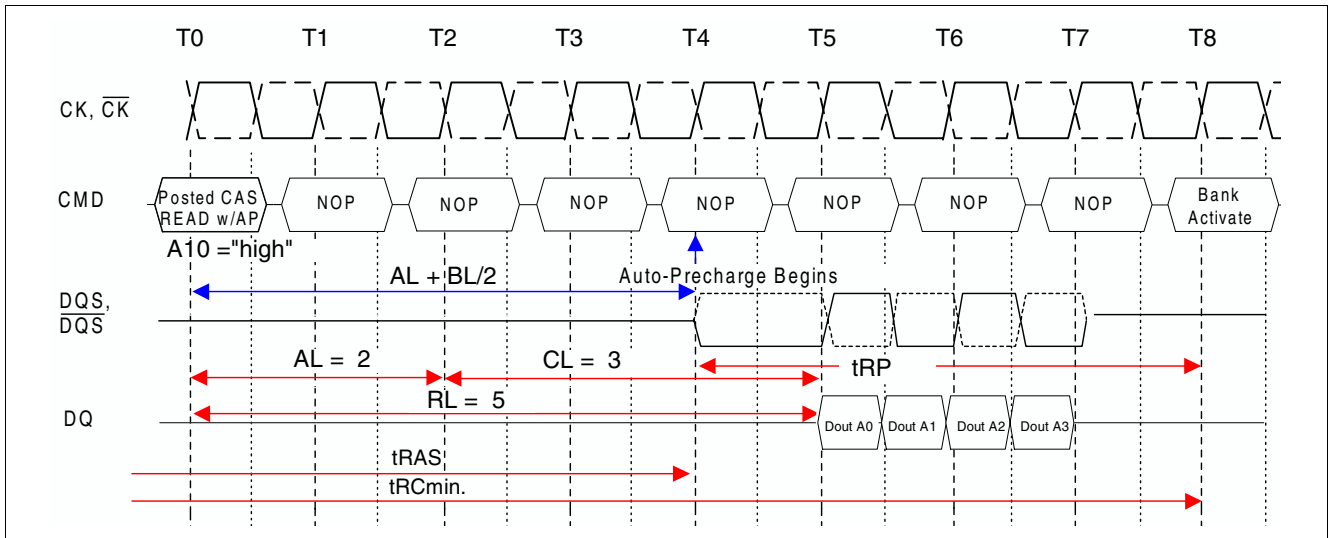 T0 T1 T2 T3 T4 T5 T6 T7 T8
CK, CK
CMD
Posted CAS
READ w/AP
NOP NOP NOP NOP NOP NOP NOP
Bank
Activate
A10 ="high"
AL + BL/2
Auto-Precharge Begins
DQS,
DQS
AL = 2
CL = 3
tRP
RL = 5
DQ
Dout A0 Dout A1 Dout A2 Dout A3
tRAS
tRCmin.